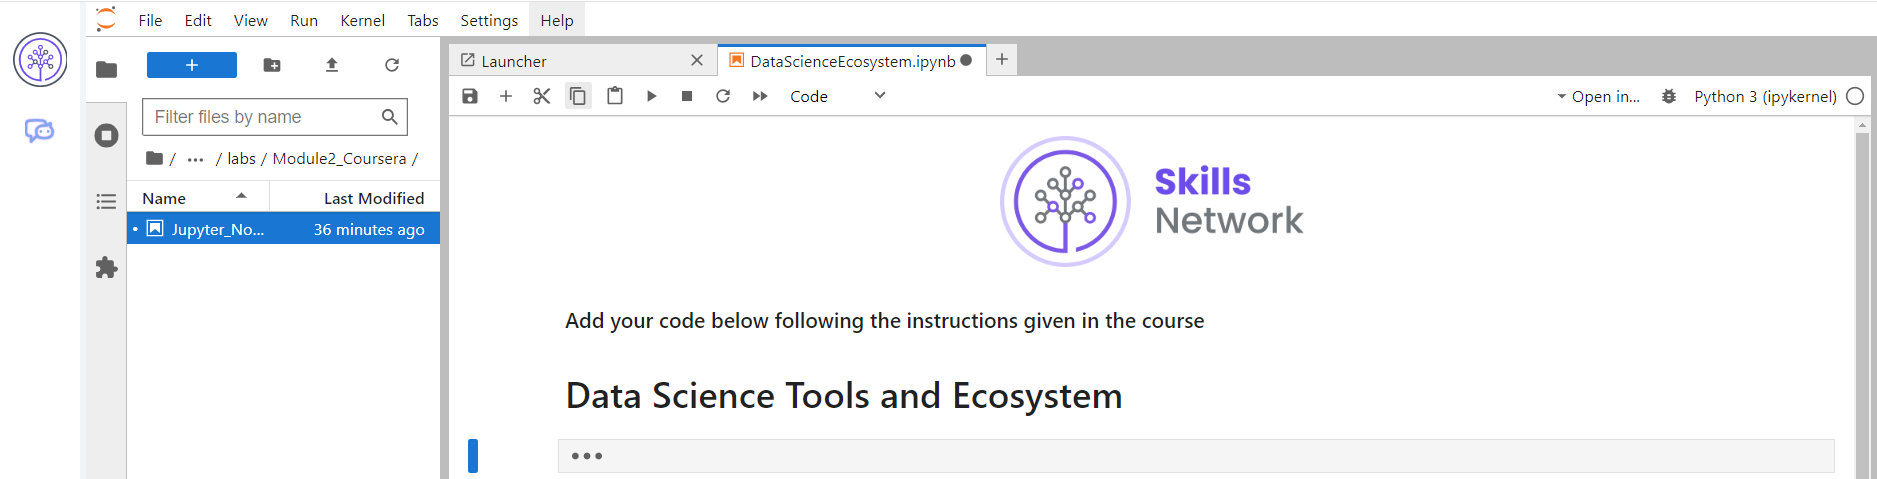 File Edit View Run Kernel Tabs Settings Help
+
Filter files by name
/ ··· / labs / Module2_Coursera /
Name Last Modified
Jupyter_No... 36 minutes ago
Launcher
DataScienceEcosystem.ipynb
Code
Open in...
Python 3 (ipykernel)
Skills
Network
Add your code below following the instructions given in the course
Data Science Tools and Ecosystem
•••